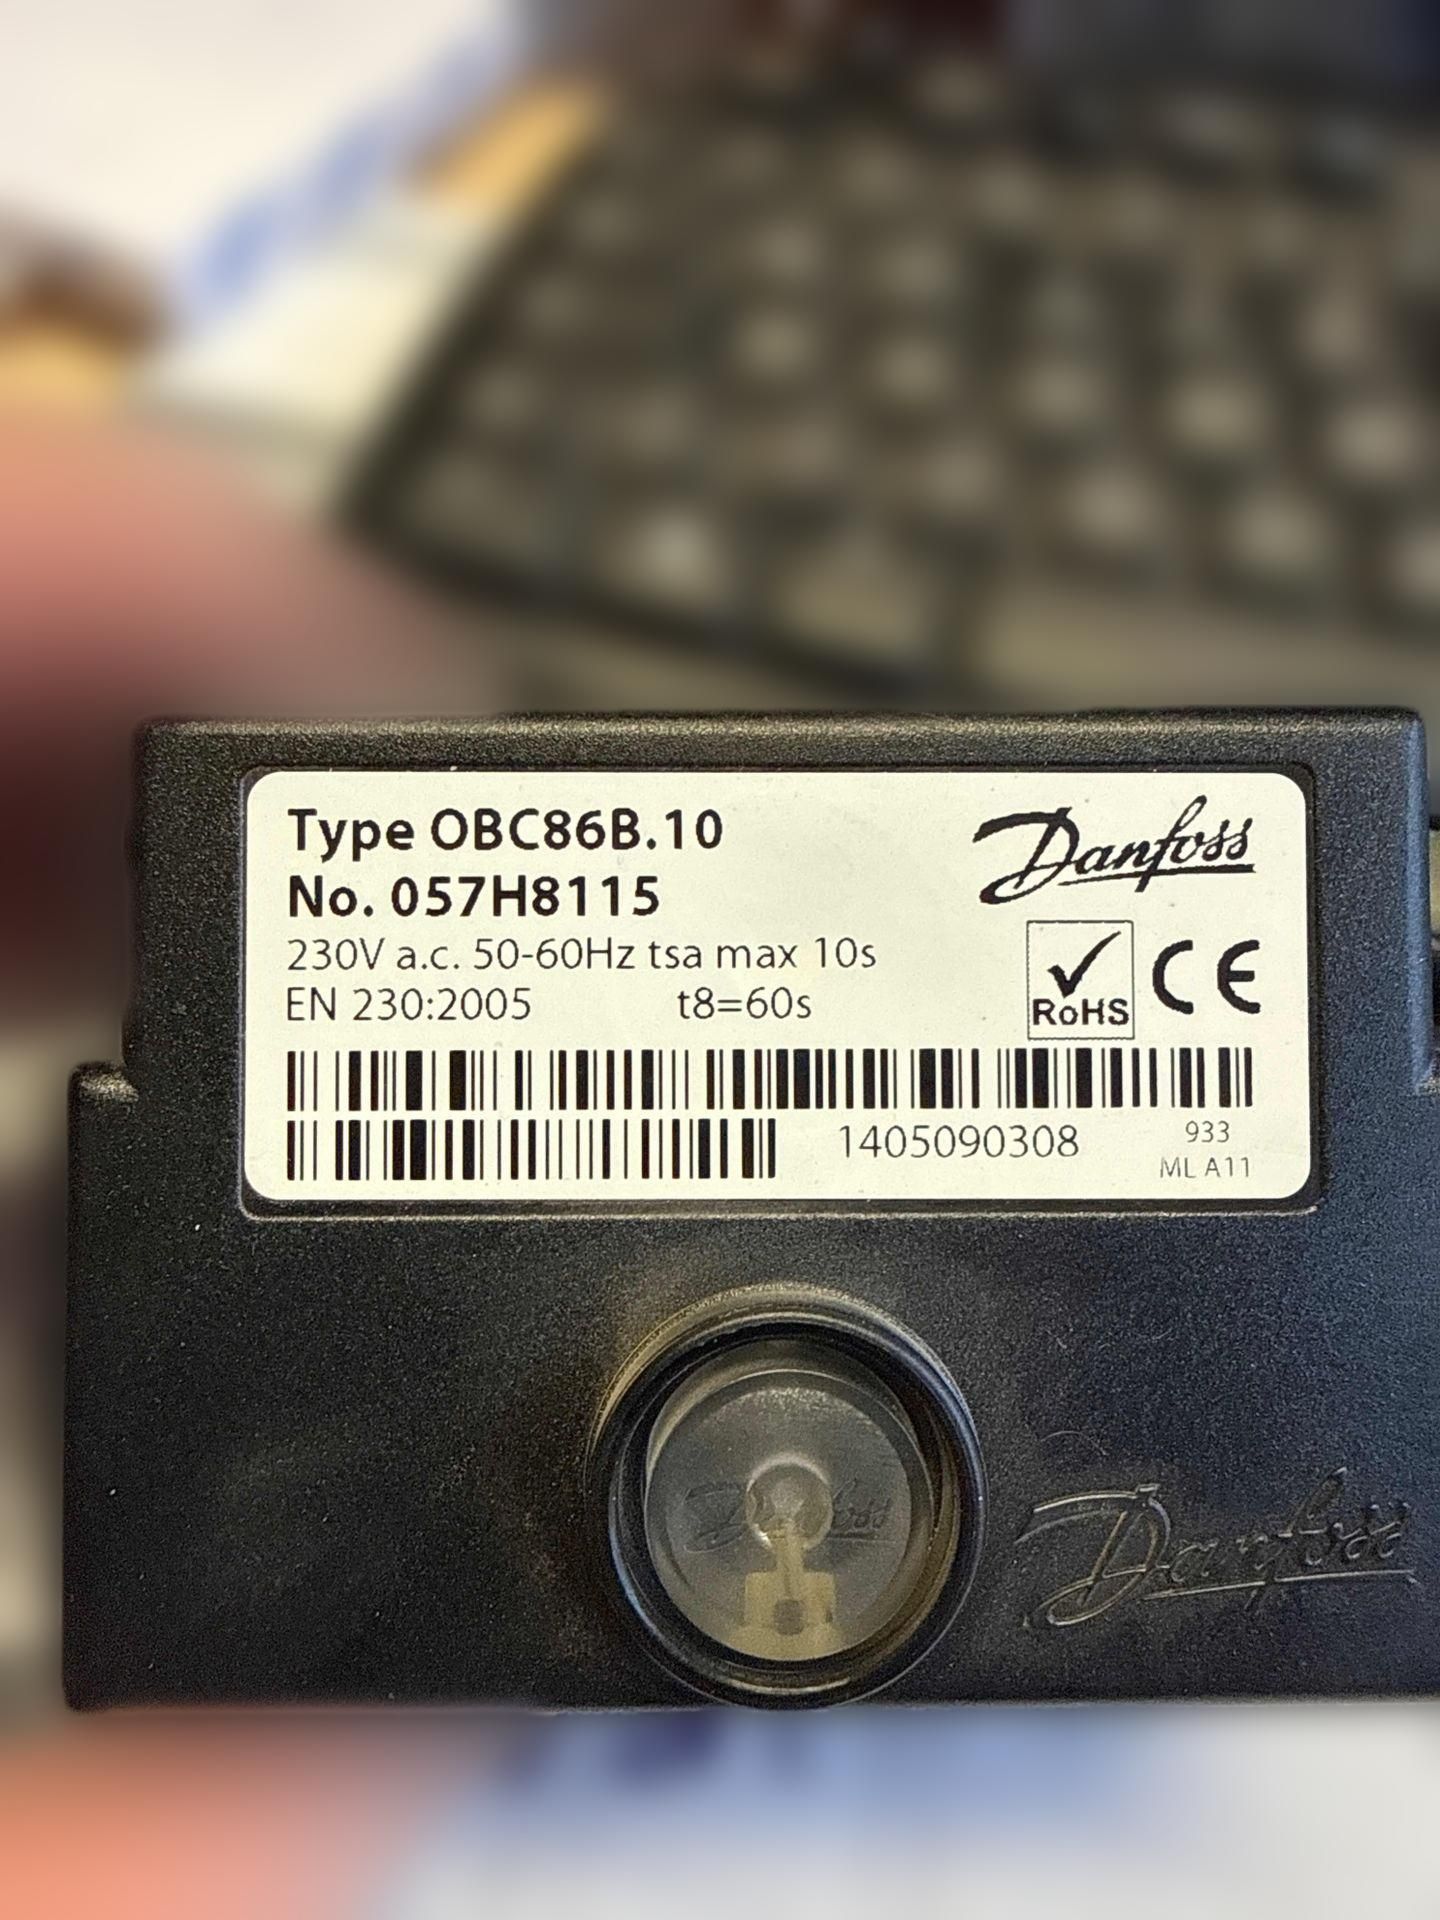 Type OBC86B.10
Danfoss
No. 057H8115
230V a.c. 50-60Hz tsa max 10s
EN 230:2005 t8=60s
RoHS CE
1405090308
933
ML A11
Danfoss
Danfoss